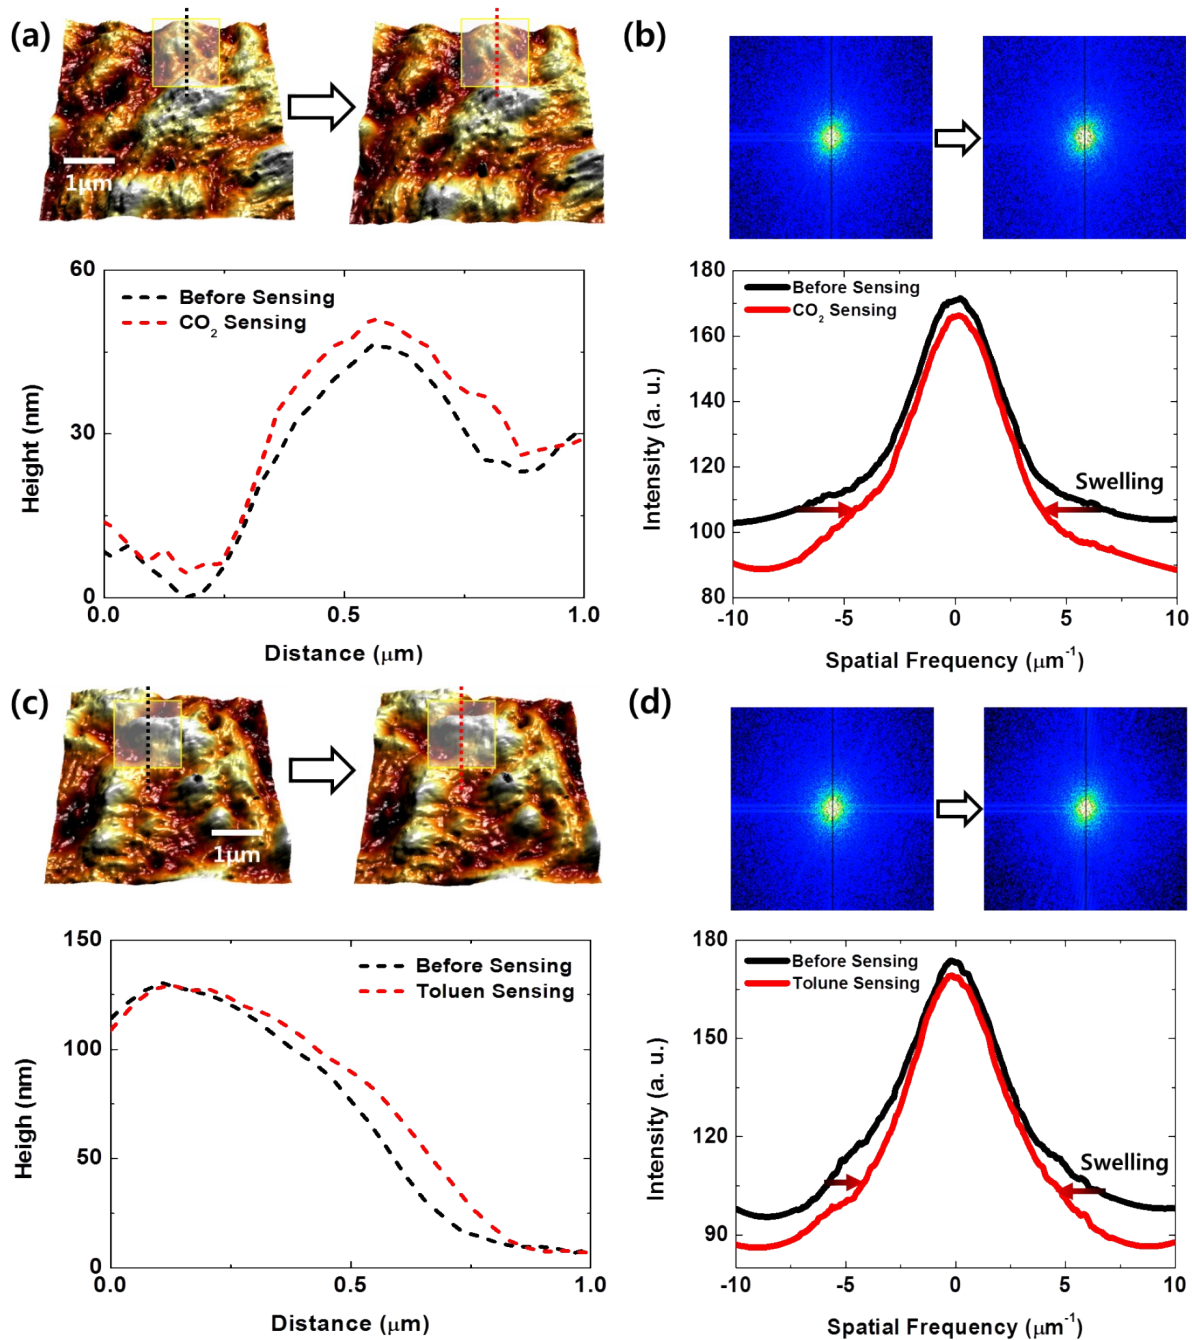 (a)
1μm
60
Before Sensing
CO2 Sensing
30
0
0.0
0.5
1.0
Height (nm)
Distance (μm)
(b)
180
Before Sensing
CO2 Sensing
160
140
120
100
80
Swelling
-10
-5
0
5
10
Intensity (a. u.)
Spatial Frequency (μm-1)
(c)
1μm
150
Before Sensing
Toluen Sensing
100
50
0
0.0
0.5
1.0
Heigh (nm)
Distance (μm)
(d)
180
Before Sensing
Tolune Sensing
150
120
90
Swelling
-10
-5
0
5
10
Intensity (a. u.)
Spatial Frequency (μm-1)